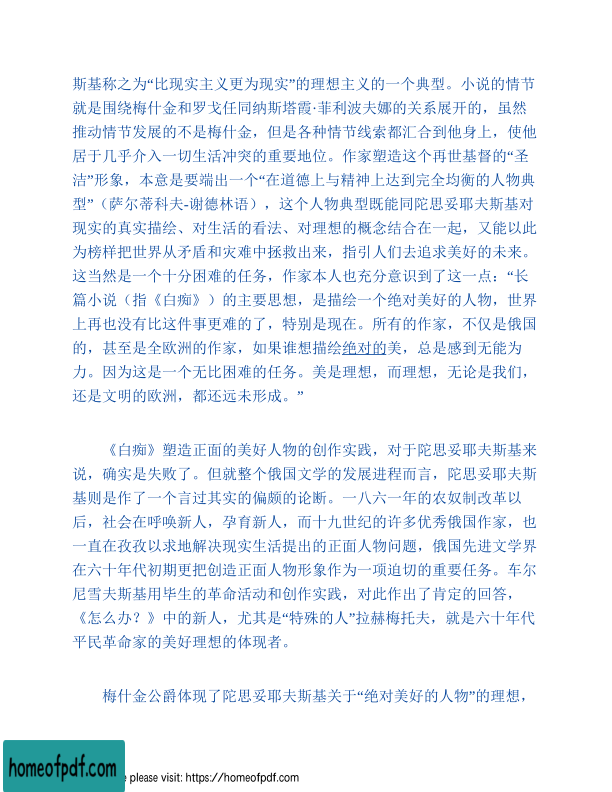 斯基称之为“比现实主义更为现实”的理想主义的一个典型。小说的情节
就是围绕梅什金和罗戈任同纳斯塔霞·菲利波夫娜的关系展开的，虽然
推动情节发展的不是梅什金，但是各种情节线索都汇合到他身上，使他
居于几乎介入一切生活冲突的重要地位。作家塑造这个再世基督的“圣
洁”形象，本意是要端出一个“在道德上与精神上达到完全均衡的人物典
型”（萨尔蒂科夫-谢德林语），这个人物典型既能同陀思妥耶夫斯基对
现实的真实描绘、对生活的看法、对理想的概念结合在一起，又能以此
为榜样把世界从矛盾和灾难中拯救出来，指引人们去追求美好的未来。
这当然是一个十分困难的任务，作家本人也充分意识到了这一点：“长
篇小说（指《白痴》）的主要思想，是描绘一个绝对美好的人物，世界
上再也没有比这件事更难的了，特别是现在。所有的作家，不仅是俄国
的，甚至是全欧洲的作家，如果谁想描绘绝对的美，总是感到无能为
力。因为这是一个无比困难的任务。美是理想，而理想，无论是我们，
还是文明的欧洲，都还远未形成。”
《白痴》塑造正面的美好人物的创作实践，对于陀思妥耶夫斯基来
说，确实是失败了。但就整个俄国文学的发展进程而言，陀思妥耶夫斯
基则是作了一个言过其实的偏颇的论断。一八六一年的农奴制改革以
后，社会在呼唤新人，孕育新人，而十九世纪的许多优秀俄国作家，也
一直在孜孜以求地解决现实生活提出的正面人物问题，俄国先进文学界
在六十年代初期更把创造正面人物形象作为一项迫切的重要任务。车尔
尼雪夫斯基用毕生的革命活动和创作实践，对此作出了肯定的回答，
《怎么办？》中的新人，尤其是“特殊的人”拉赫梅托夫，就是六十年代
平民革命家的美好理想的体现者。
梅什金公爵体现了陀思妥耶夫斯基关于“绝对美好的人物”的理想，
homeofpdf.com
please visit: https://homeofpdf.com